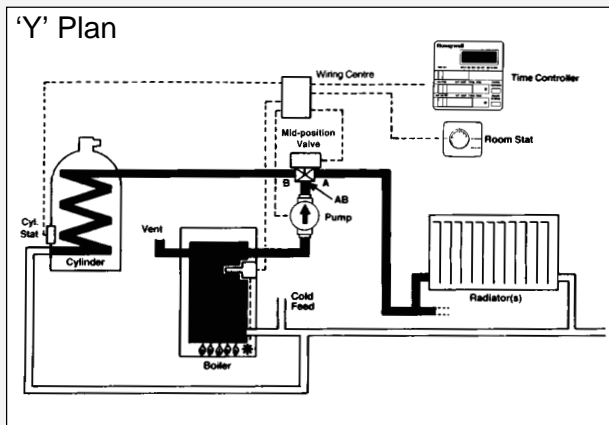 ‘Y’ Plan
Honeywell
Wiring Centre
Time Controller
Mid-position
Valve
Room Stat
B
A
AB
Pump
Cyl.
Stat
Vent
Cylinder
Cold
Feed
Radiator(s)
Boiler